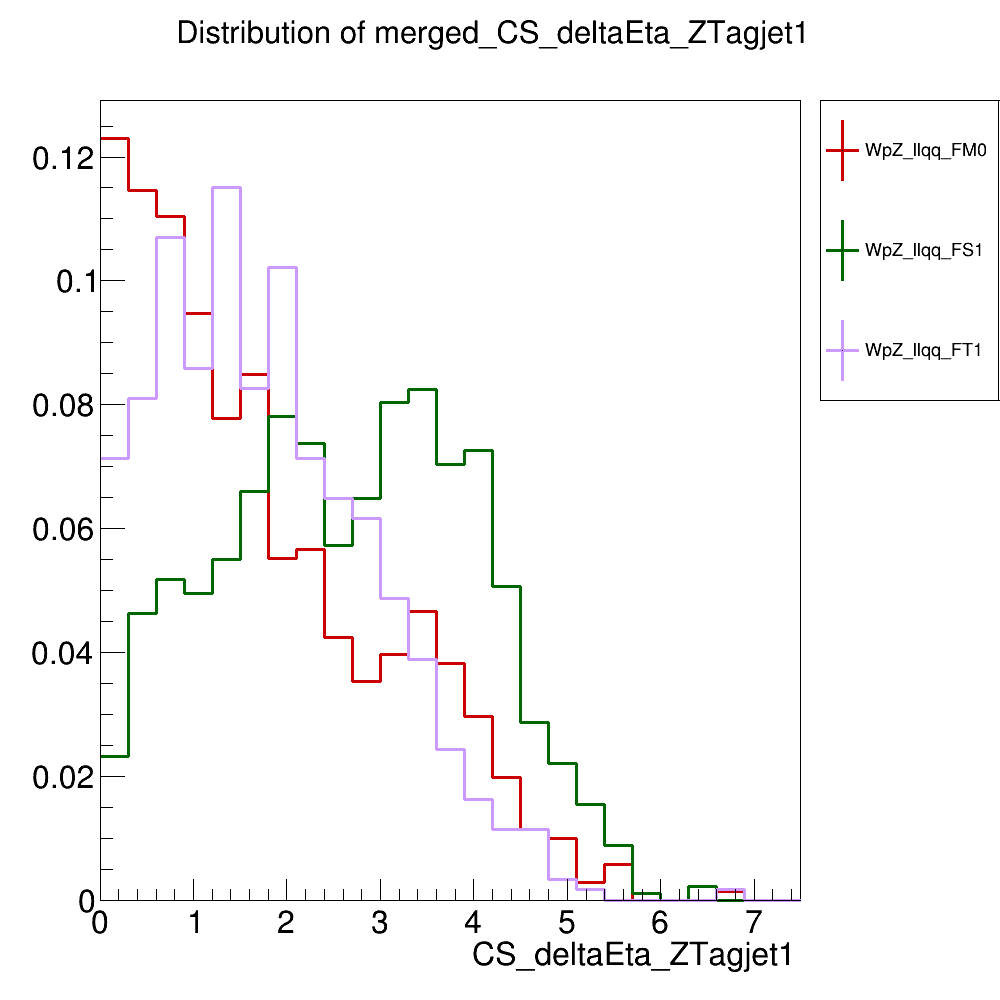 Distribution of merged_CS_deltaEta_ZTagjet1
0.12
0.1
0.08
0.06
0.04
0.02
0
0 1 2 3 4 5 6 7
CS_deltaEta_ZTagjet1
WpZ_llqq_FM0
WpZ_llqq_FS1
WpZ_llqq_FT1